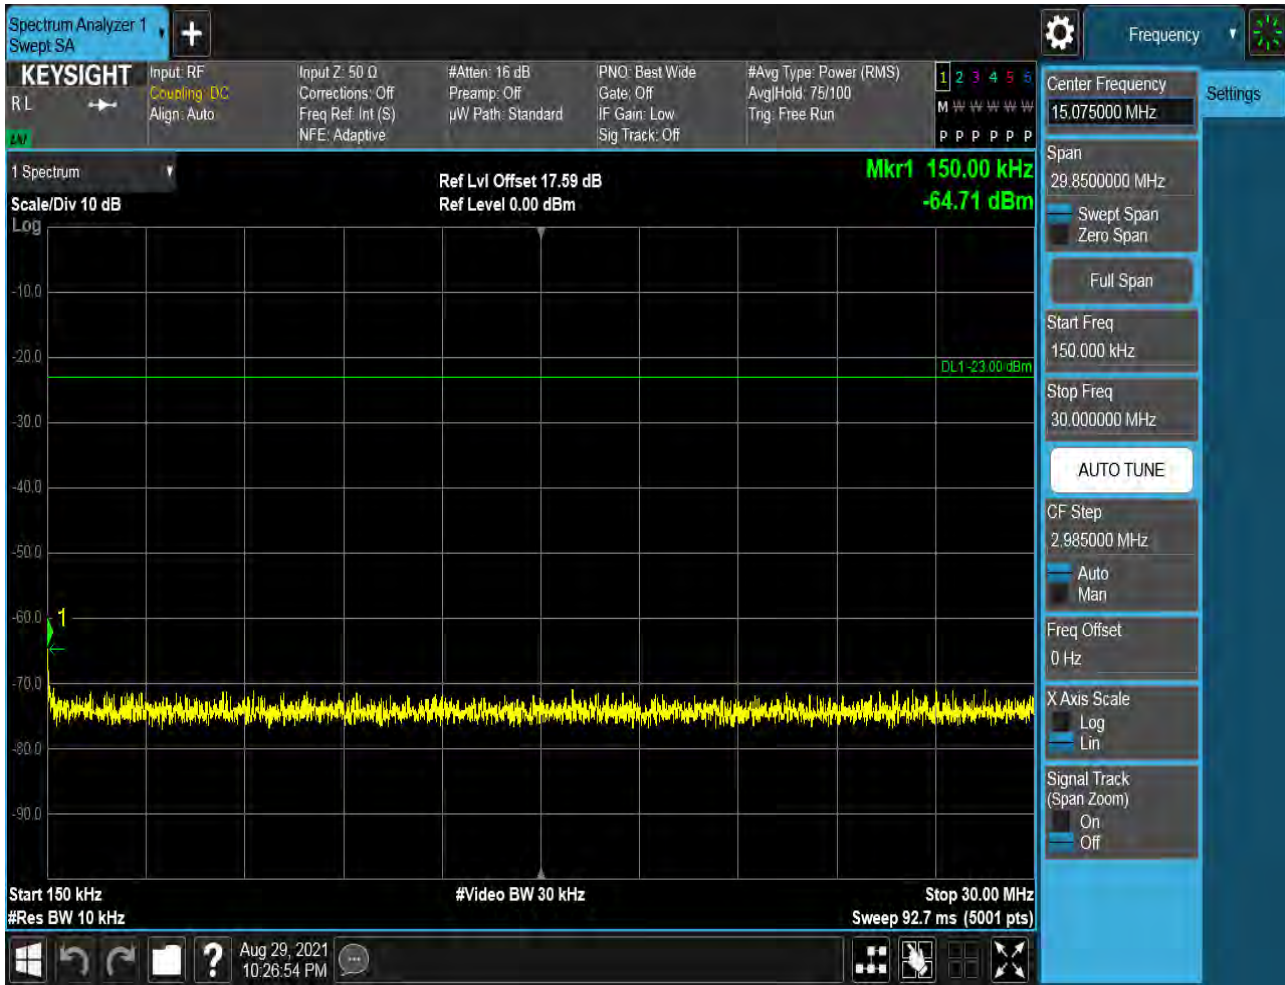 Spectrum Analyzer 1
Swept SA
+
Frequency
KEYSIGHT
R L
LXI
Input: RF
Coupling: DC
Align: Auto
Input Z: 50 Ω
Corrections: Off
Freq Ref: Int (S)
NFE: Adaptive
#Atten: 16 dB
Preamp: Off
µW Path: Standard
PNO: Best Wide
Gate: Off
IF Gain: Low
Sig Track: Off
#Avg Type: Power (RMS)
Avg|Hold: 75/100
Trig: Free Run
1 2 3 4 5 6
M W W W W W
P P P P P P
1 Spectrum
Scale/Div 10 dB
Log
Ref Lvl Offset 17.59 dB
Ref Level 0.00 dBm
Mkr1 150.00 kHz
-64.71 dBm
-10.0
-20.0
DL1 -23.00 dBm
-30.0
-40.0
-50.0
-60.0
1
-70.0
-80.0
-90.0
Start 150 kHz
#Res BW 10 kHz
#Video BW 30 kHz
Stop 30.00 MHz
Sweep 92.7 ms (5001 pts)
Center Frequency
15.075000 MHz
Settings
Span
29.8500000 MHz
Swept Span
Zero Span
Full Span
Start Freq
150.000 kHz
Stop Freq
30.000000 MHz
AUTO TUNE
CF Step
2.985000 MHz
Auto
Man
Freq Offset
0 Hz
X Axis Scale
Log
Lin
Signal Track
(Span Zoom)
On
Off
?
Aug 29, 2021
10:26:54 PM